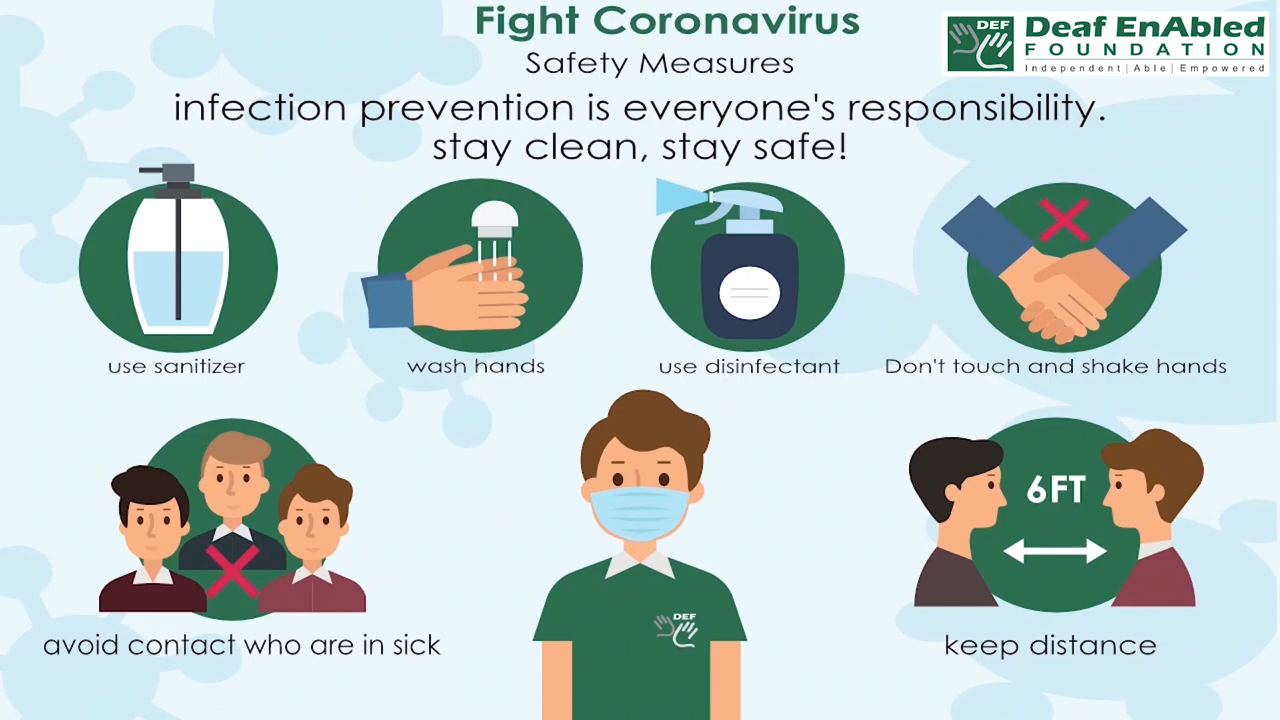 Fight Coronavirus
Safety Measures
DEF
Deaf EnAbled
FOUNDATION
Independent | Able | Empowered
infection prevention is everyone's responsibility.
stay clean, stay safe!
use sanitizer
wash hands
use disinfectant
Don't touch and shake hands
6FT
DEF
avoid contact who are in sick
keep distance